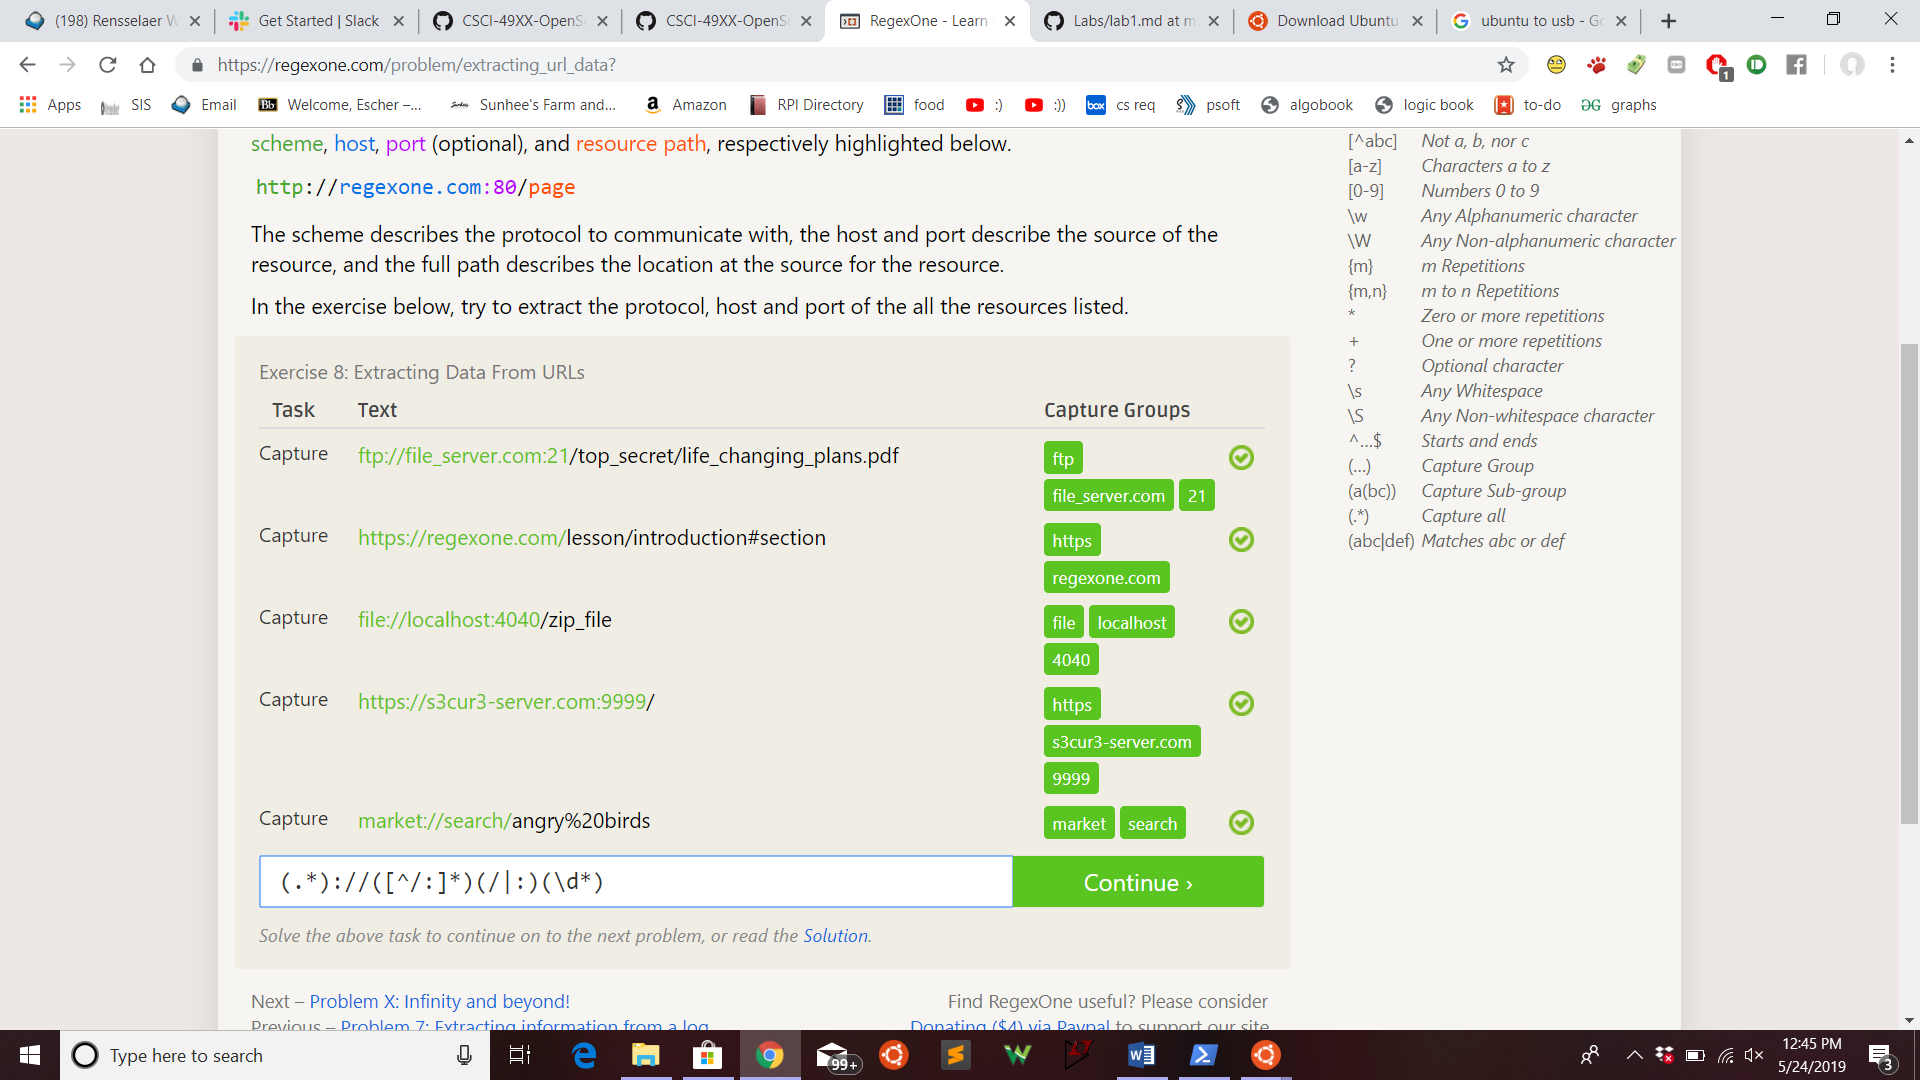 (198) Rensselaer W
Get Started | Slack
CSCI-49XX-OpenS
CSCI-49XX-OpenS
RegexOne - Learn
Labs/lab1.md at m
Download Ubuntu
ubuntu to usb - Go
https://regexone.com/problem/extracting_url_data?
1
Apps
SIS
Email
Bb Welcome, Escher –...
Sunhee's Farm and...
Amazon
RPI Directory
food
:)
:))
box cs req
psoft
algobook
logic book
to-do
graphs
scheme, host, port (optional), and resource path, respectively highlighted below.
http://regexone.com:80/page
The scheme describes the protocol to communicate with, the host and port describe the source of the
resource, and the full path describes the location at the source for the resource.
In the exercise below, try to extract the protocol, host and port of the all the resources listed.
Exercise 8: Extracting Data From URLs
Task Text Capture Groups
Capture ftp://file_server.com:21/top_secret/life_changing_plans.pdf ftp
file_server.com 21
Capture https://regexone.com/lesson/introduction#section https
regexone.com
Capture file://localhost:4040/zip_file file localhost
4040
Capture https://s3cur3-server.com:9999/ https
s3cur3-server.com
9999
Capture market://search/angry%20birds market search
(.*)://([^/:]*)(/|:)(\d*)
Continue ›
Solve the above task to continue on to the next problem, or read the Solution.
Next – Problem X: Infinity and beyond!
Previous – Problem 7: Extracting information from a log
Find RegexOne useful? Please consider
Donating ($4) via Paypal to support our site
[^abc] Not a, b, nor c
[a-z] Characters a to z
[0-9] Numbers 0 to 9
\w Any Alphanumeric character
\W Any Non-alphanumeric character
{m} m Repetitions
{m,n} m to n Repetitions
* Zero or more repetitions
+ One or more repetitions
? Optional character
\s Any Whitespace
\S Any Non-whitespace character
^...$ Starts and ends
(...) Capture Group
(a(bc)) Capture Sub-group
(.*) Capture all
(abc|def) Matches abc or def
Type here to search
99+
12:45 PM
5/24/2019
3